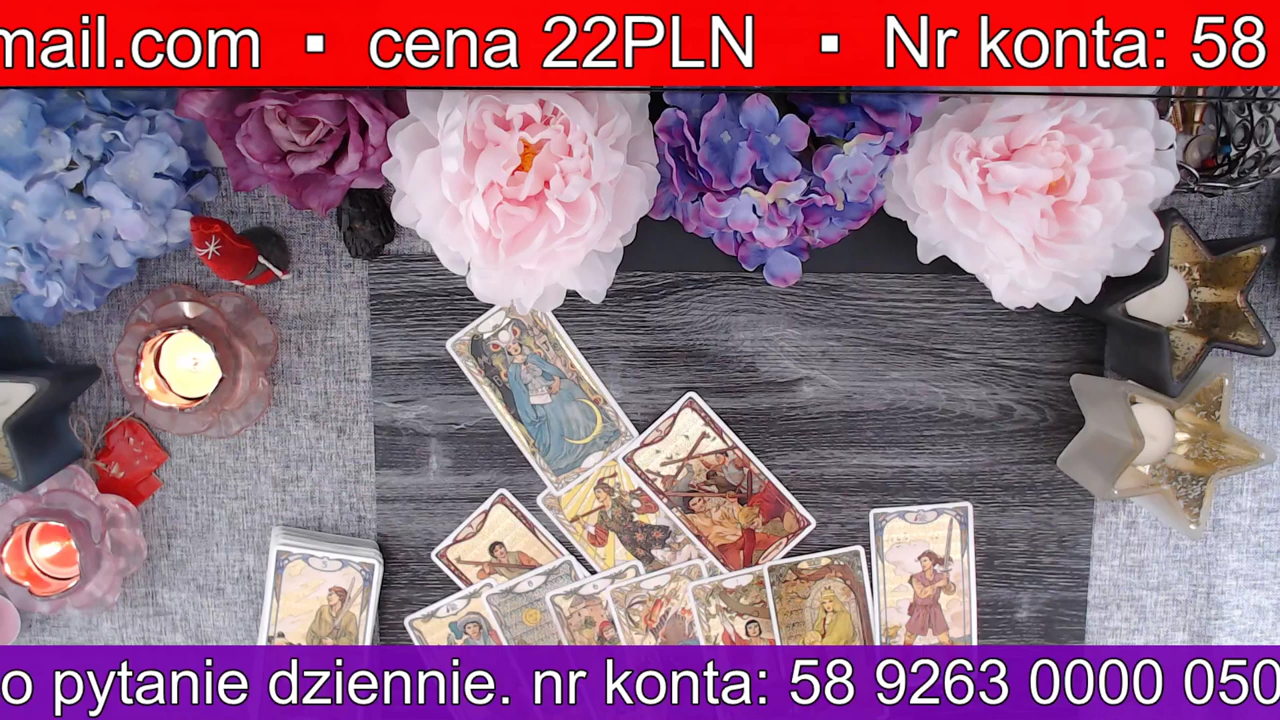 mail.com ▪ cena 22PLN ▪ Nr konta: 58
o pytanie dziennie. nr konta: 58 9263 0000 050